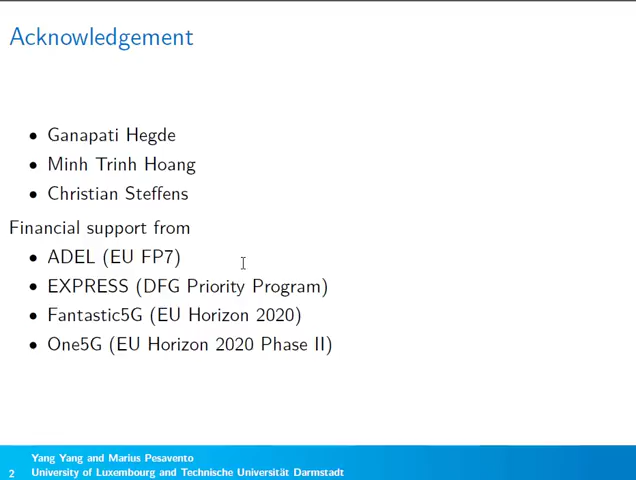 Acknowledgement
• Ganapati Hegde
• Minh Trinh Hoang
• Christian Steffens
Financial support from
• ADEL (EU FP7)
• EXPRESS (DFG Priority Program)
• Fantastic5G (EU Horizon 2020)
• One5G (EU Horizon 2020 Phase II)
Yang Yang and Marius Pesavento
2 University of Luxembourg and Technische Universität Darmstadt